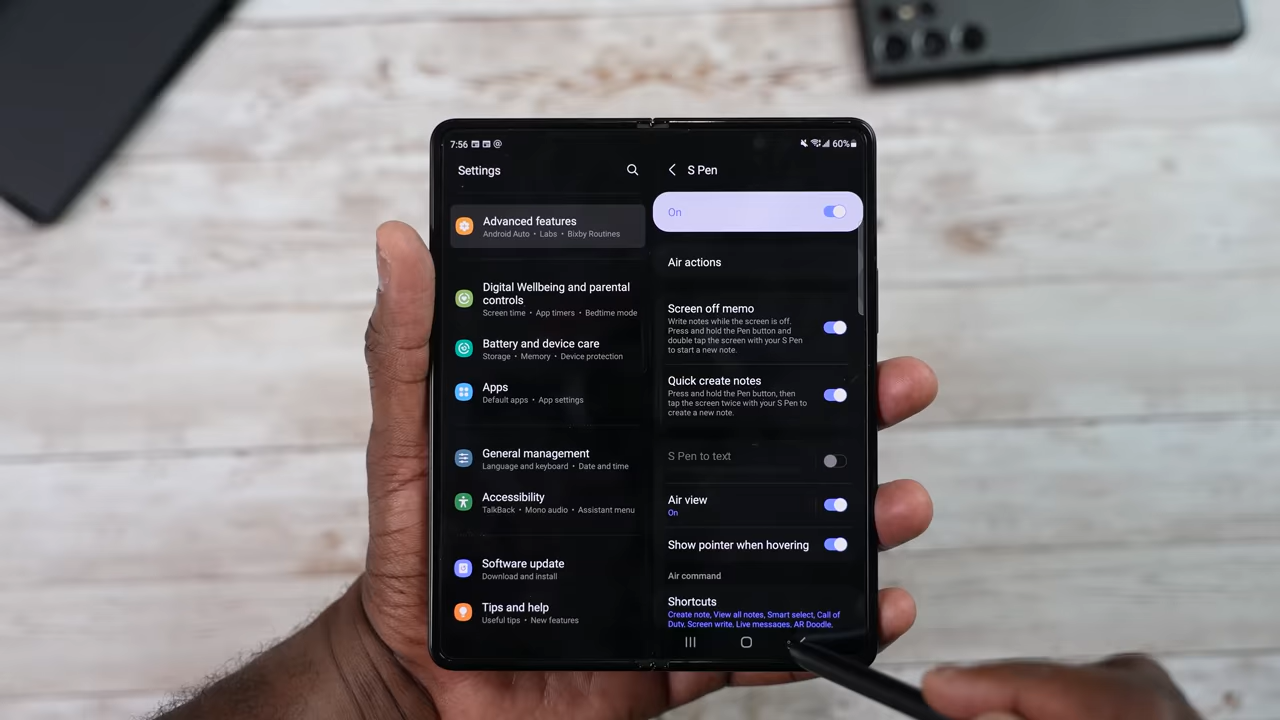 7:56
60%
Settings
Advanced features
Android Auto • Labs • Bixby Routines
Digital Wellbeing and parental
controls
Screen time • App timers • Bedtime mode
Battery and device care
Storage • Memory • Device protection
Apps
Default apps • App settings
General management
Language and keyboard • Date and time
Accessibility
TalkBack • Mono audio • Assistant menu
Software update
Download and install
Tips and help
Useful tips • New features
S Pen
On
Air actions
Screen off memo
Write notes while the screen is off.
Press and hold the Pen button and
double tap the screen with your S Pen
to start a new note.
Quick create notes
Press and hold the Pen button, then
tap the screen twice with your S Pen to
create a new note.
S Pen to text
Air view
On
Show pointer when hovering
Air command
Shortcuts
Create note, View all notes, Smart select, Call of
Duty, Screen write, Live messages, AR Doodle,